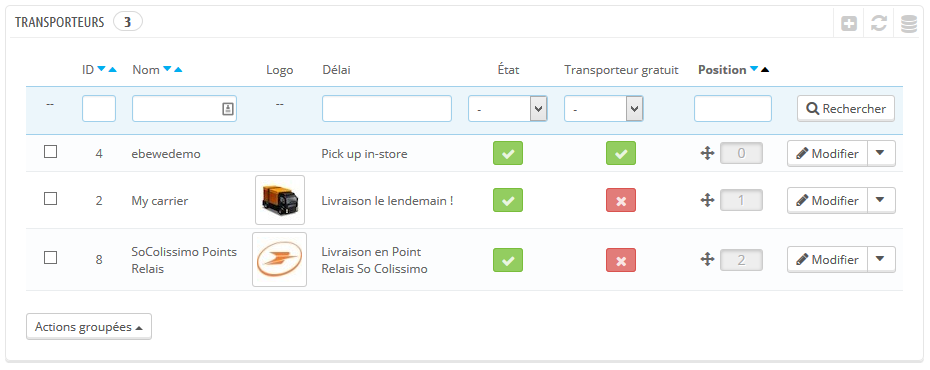 TRANSPORTEURS 3
ID Nom Logo Délai État Transporteur gratuit Position
-- -- - - Rechercher
4 ebewedemo Pick up in-store 0 Modifier
2 My carrier Livraison le lendemain ! 1 Modifier
8 SoColissimo Points Relais Livraison en Point Relais So Colissimo 2 Modifier
Actions groupées